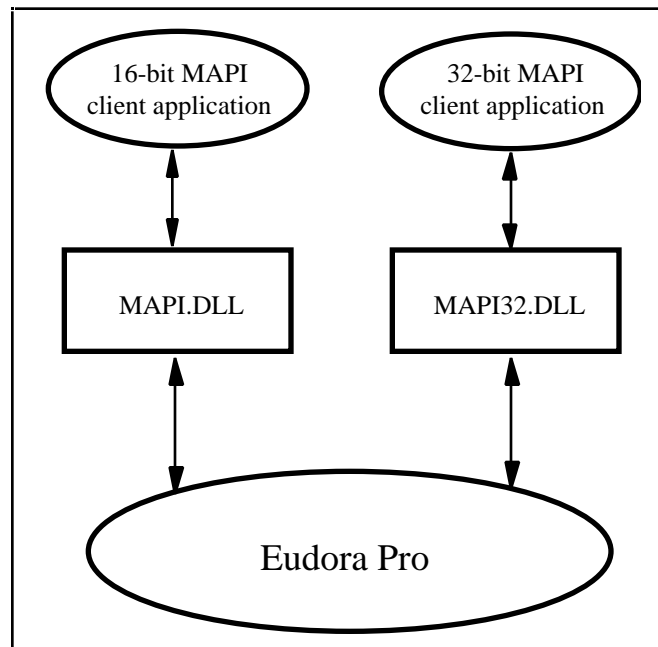 16-bit MAPI
client application
32-bit MAPI
client application
MAPI.DLL
MAPI32.DLL
Eudora Pro